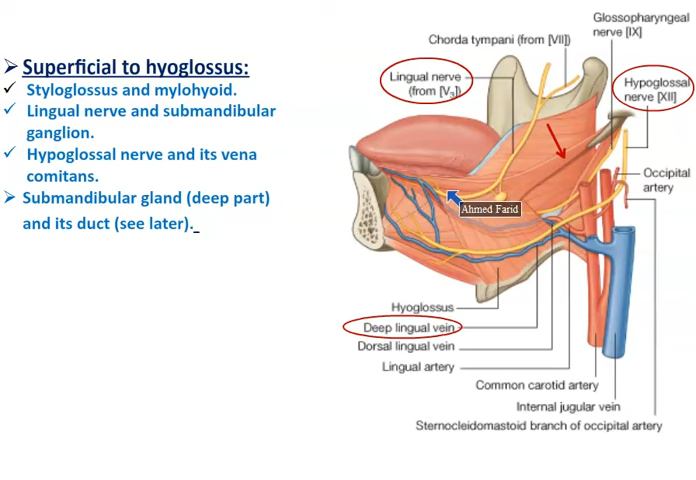 Superficial to hyoglossus:
Styloglossus and mylohyoid.
Lingual nerve and submandibular
ganglion.
Hypoglossal nerve and its vena
comitans.
Submandibular gland (deep part)
and its duct (see later).
Glossopharyngeal
nerve [IX]
Chorda tympani (from [VII])
Lingual nerve
(from [V3])
Hypoglossal
nerve [XII]
Occipital
artery
Ahmed Farid
Hyoglossus
Deep lingual vein
Dorsal lingual vein
Lingual artery
Common carotid artery
Internal jugular vein
Sternocleidomastoid branch of occipital artery